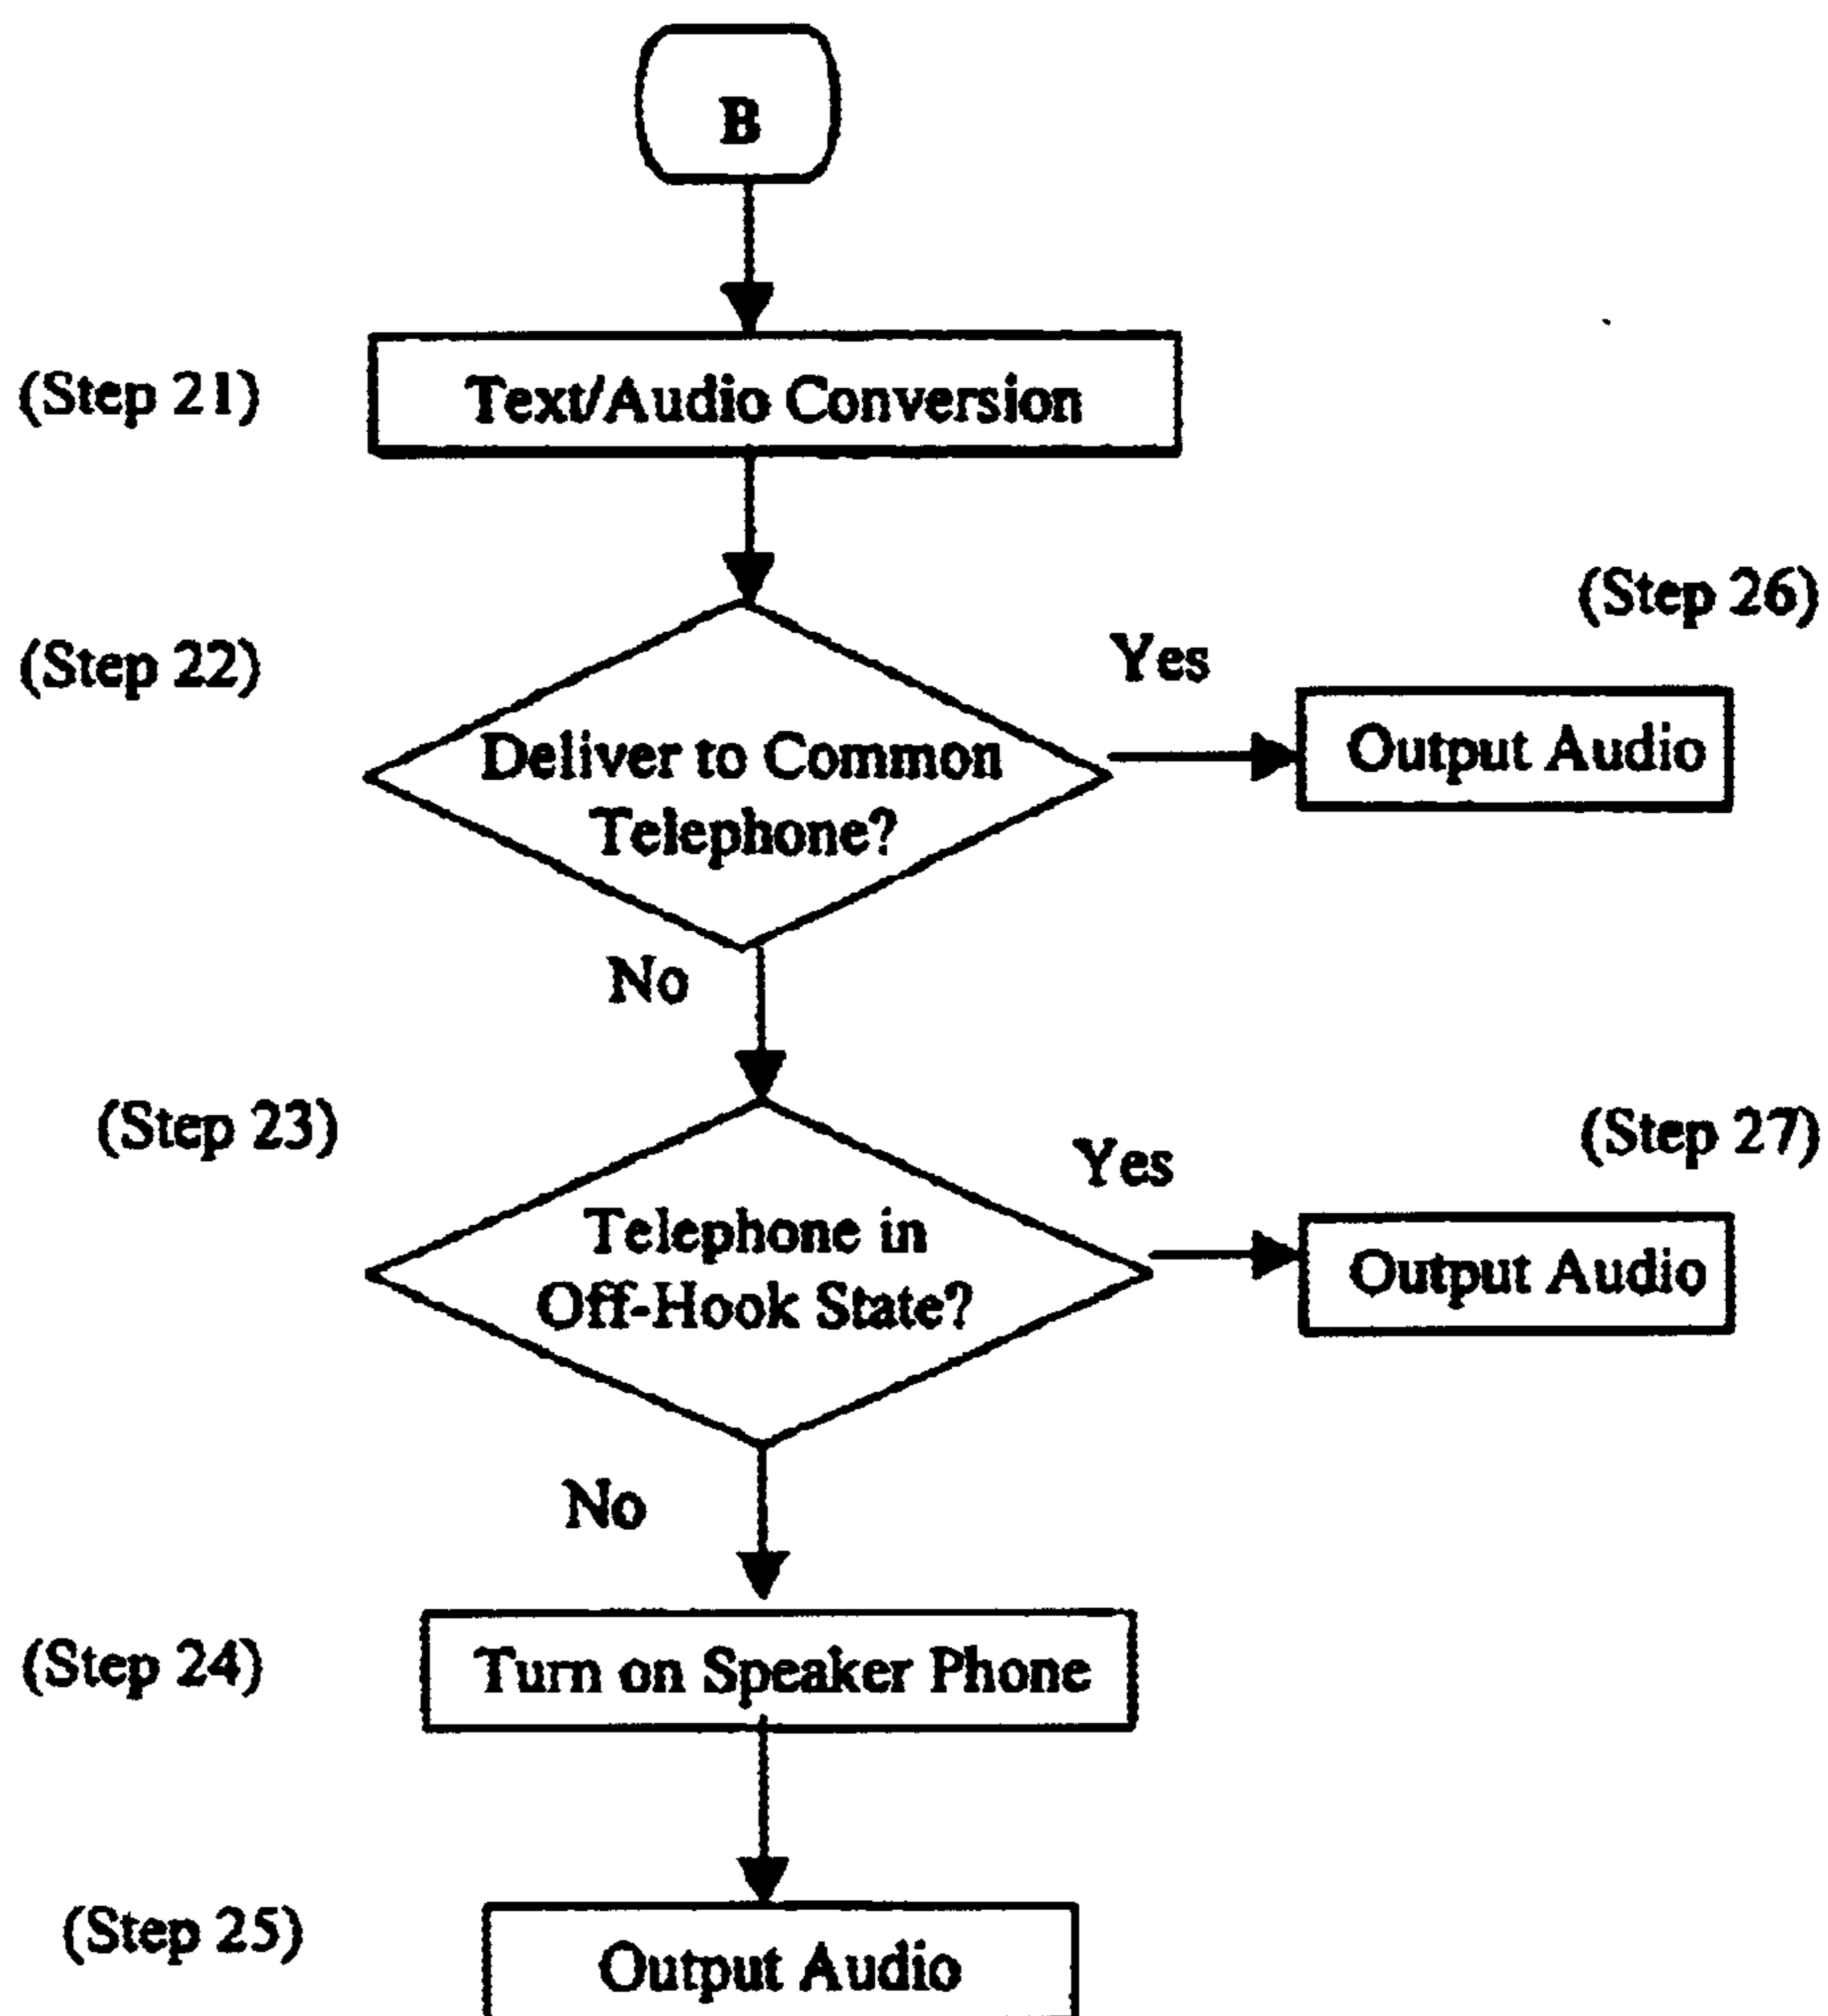 B
(Step 21)
Text/Audio Conversion
(Step 26)
(Step 22)
Yes
Deliver to Common
Telephone?
Output Audio
No
(Step 23)
(Step 27)
Yes
Telephone in
Off-Hook State?
Output Audio
No
(Step 24)
Turn on Speaker Phone
(Step 25)
Output Audio